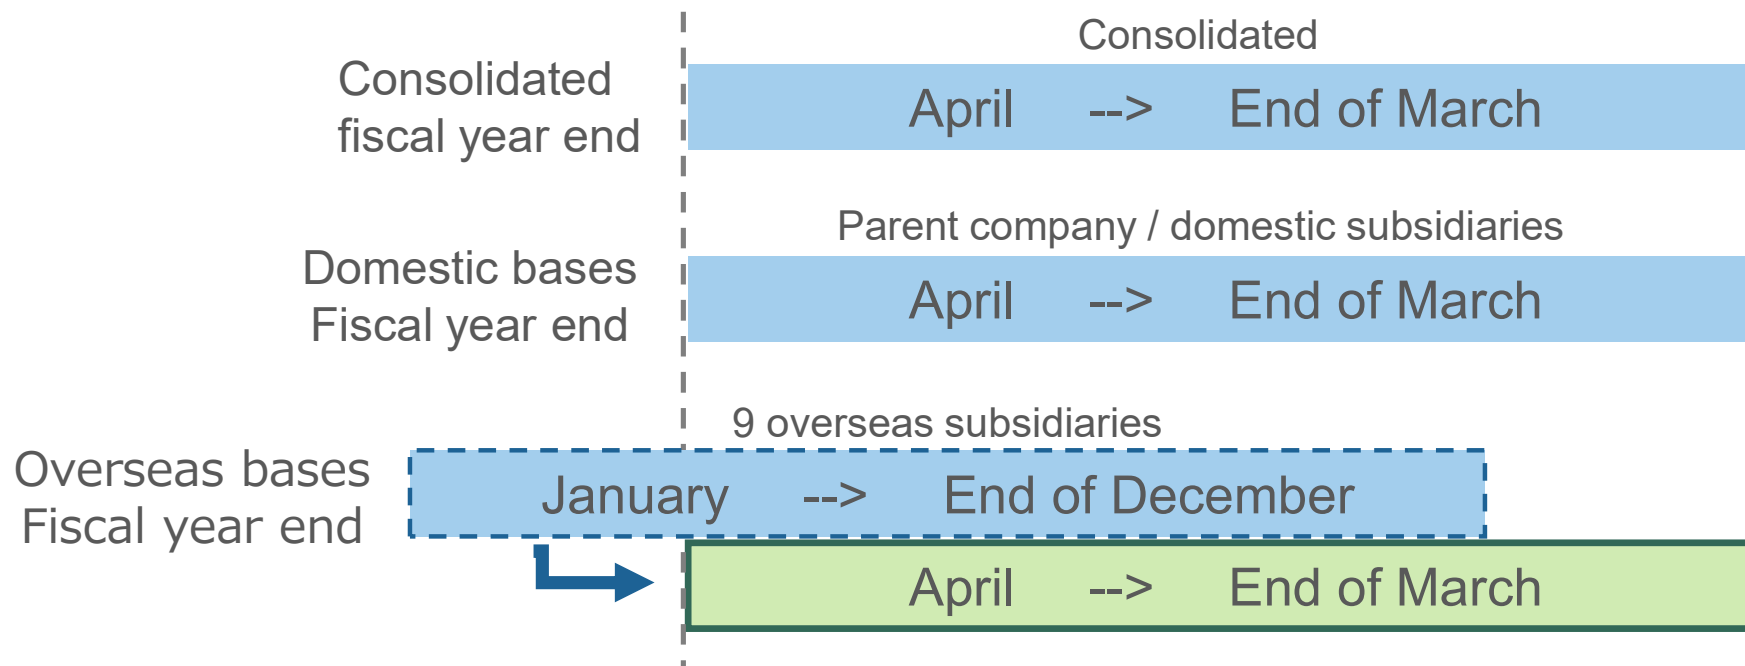 Consolidated
Consolidated
fiscal year end
April --> End of March
Parent company / domestic subsidiaries
Domestic bases
Fiscal year end
April --> End of March
9 overseas subsidiaries
Overseas bases
Fiscal year end
January --> End of December
April --> End of March